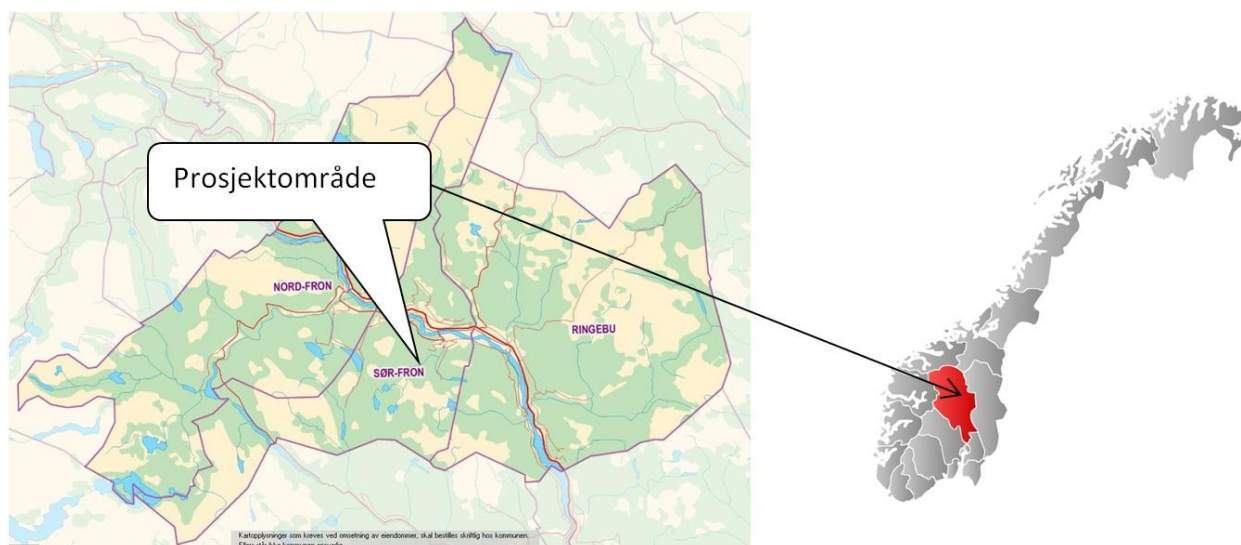 Prosjektområde
NORD-FRON
RINGEBU
SØR-FRON
Kartopplysninger som kreves ved omsetning av eiendommer, skal bestilles skriftlig hos kommunen.